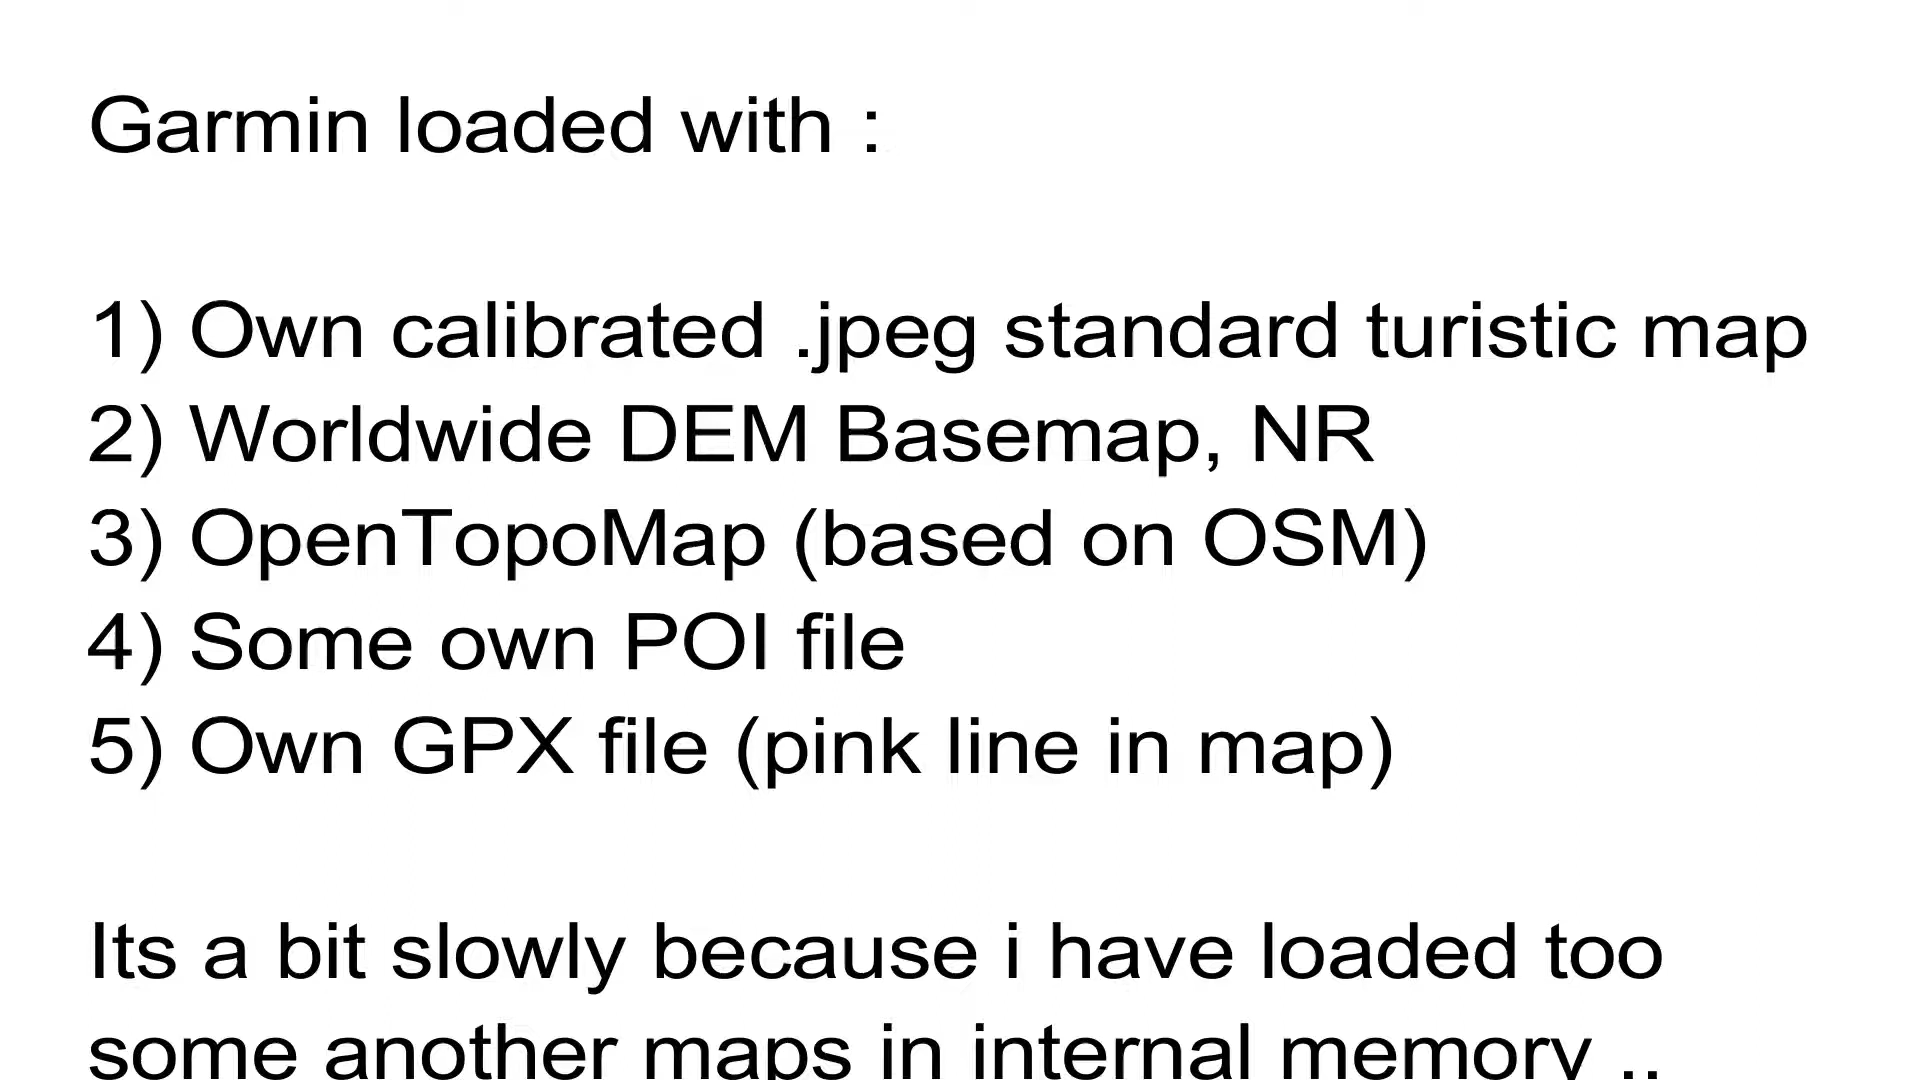 Garmin loaded with :
1) Own calibrated .jpeg standard turistic map
2) Worldwide DEM Basemap, NR
3) OpenTopoMap (based on OSM)
4) Some own POI file
5) Own GPX file (pink line in map)
Its a bit slowly because i have loaded too
some another maps in internal memory ..